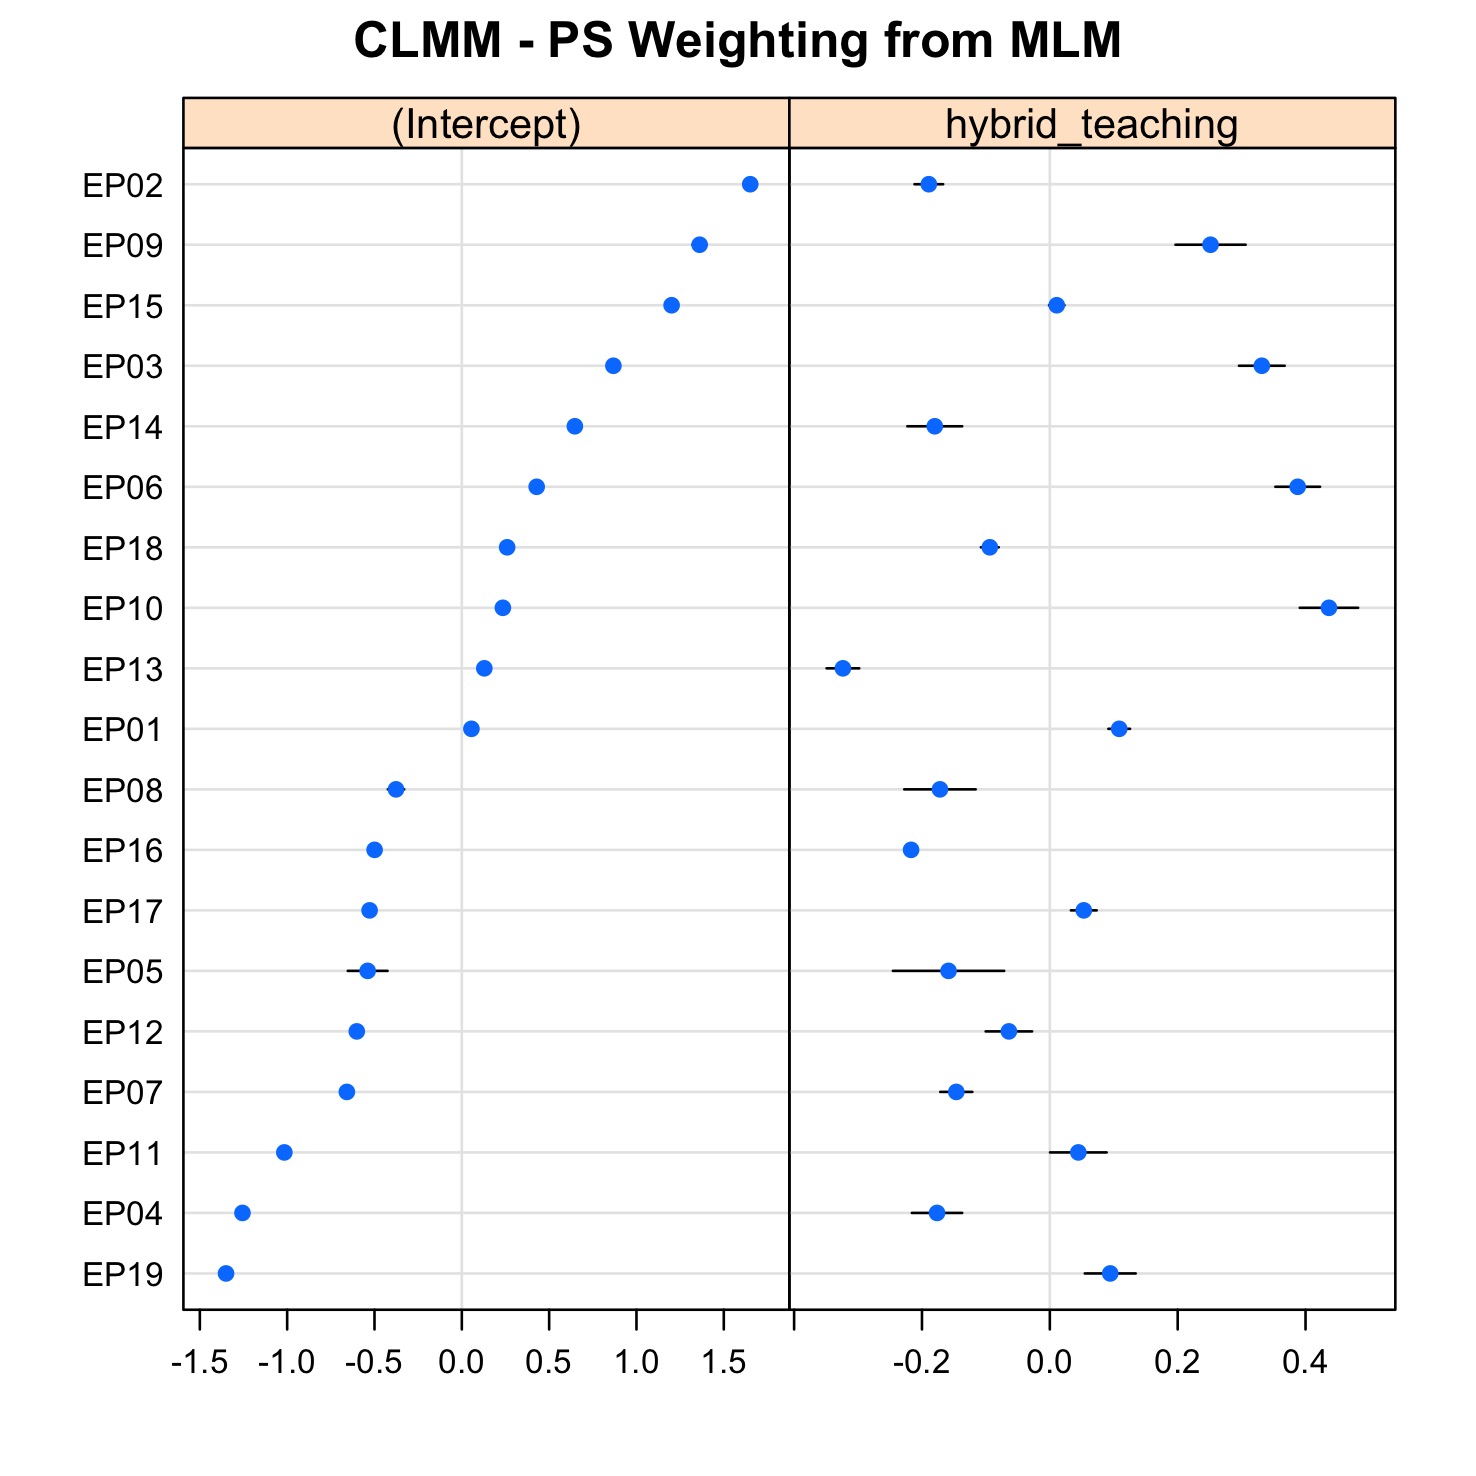 CLMM - PS Weighting from MLM
(Intercept) hybrid_teaching
EP02
EP09
EP15
EP03
EP14
EP06
EP18
EP10
EP13
EP01
EP08
EP16
EP17
EP05
EP12
EP07
EP11
EP04
EP19
-1.5 -1.0 -0.5 0.0 0.5 1.0 1.5 -0.2 0.0 0.2 0.4